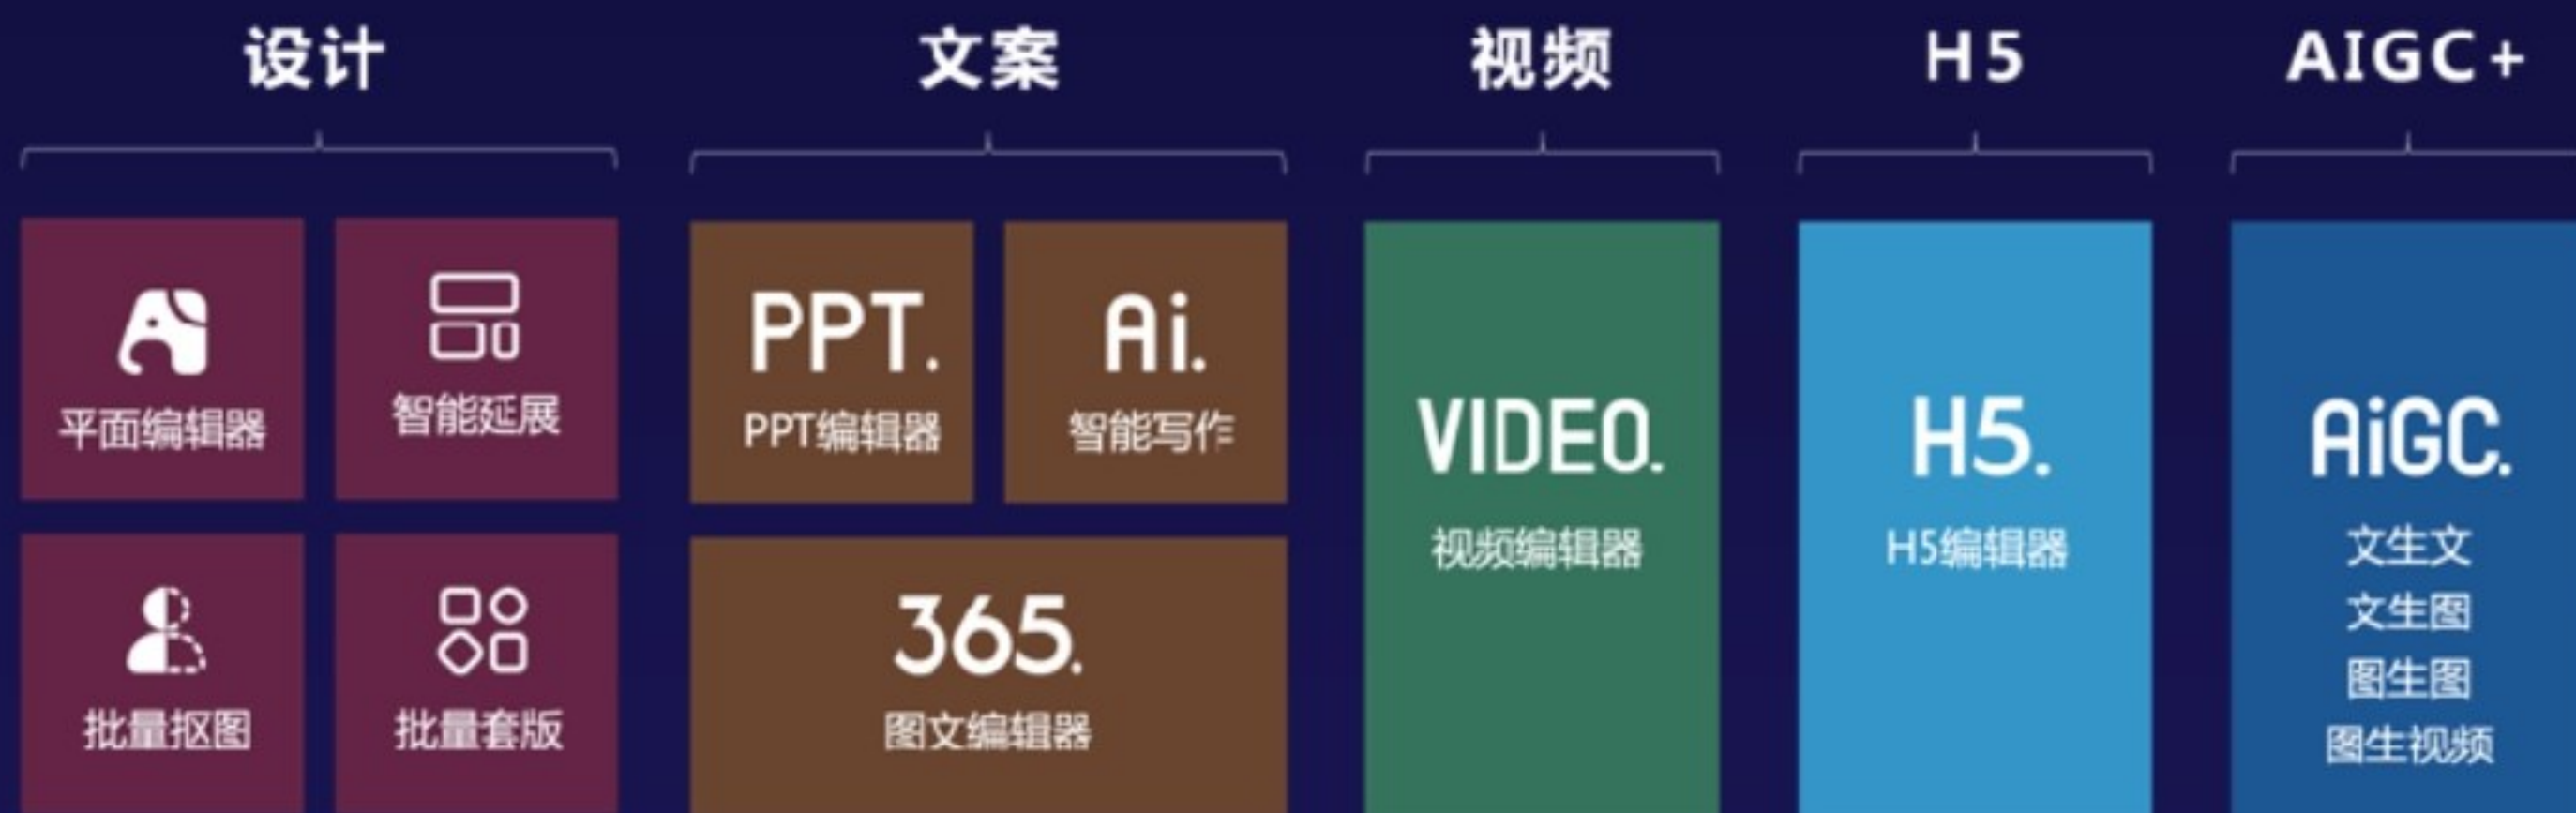 设计
文案
视频
H5
AIGC+
平面编辑器
智能延展
PPT.
PPT编辑器
Ai.
智能写作
批量抠图
批量套版
365.
图文编辑器
VIDEO.
视频编辑器
H5.
H5编辑器
AiGC.
文生文
文生图
图生图
图生视频